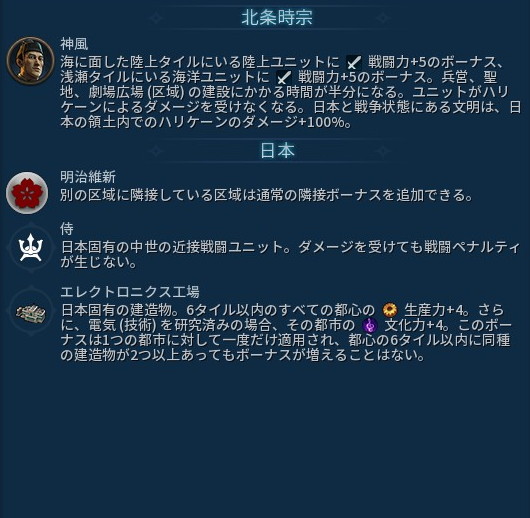 北条時宗
神風
海に面した陸上タイルにいる陸上ユニットに 戦闘力+5のボーナス、
浅瀬タイルにいる海洋ユニットに 戦闘力+5のボーナス。兵営、聖
地、劇場広場 (区域) の建設にかかる時間が半分になる。ユニットがハリ
ケーンによるダメージを受けなくなる。日本と戦争状態にある文明は、日
本の領土内でのハリケーンのダメージ+100%。
日本
明治維新
別の区域に隣接している区域は通常の隣接ボーナスを追加できる。
侍
日本固有の中世の近接戦闘ユニット。ダメージを受けても戦闘ペナルティ
が生じない。
エレクトロニクス工場
日本固有の建造物。6タイル以内のすべての都心の 生産力+4。さら
に、電気 (技術) を研究済みの場合、その都市の 文化力+4。このボー
ナスは1つの都市に対して一度だけ適用され、都心の6タイル以内に同種
の建造物が2つ以上あってもボーナスが増えることはない。